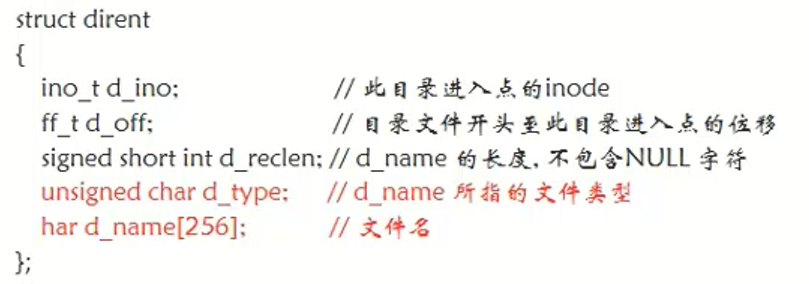 struct dirent
{
ino_t d_ino; // 此目录进入点的inode
ff_t d_off; // 目录文件开头至此目录进入点的位移
signed short int d_reclen; // d_name 的长度, 不包含NULL 字符
unsigned char d_type; // d_name 所指的文件类型
har d_name[256]; // 文件名
};